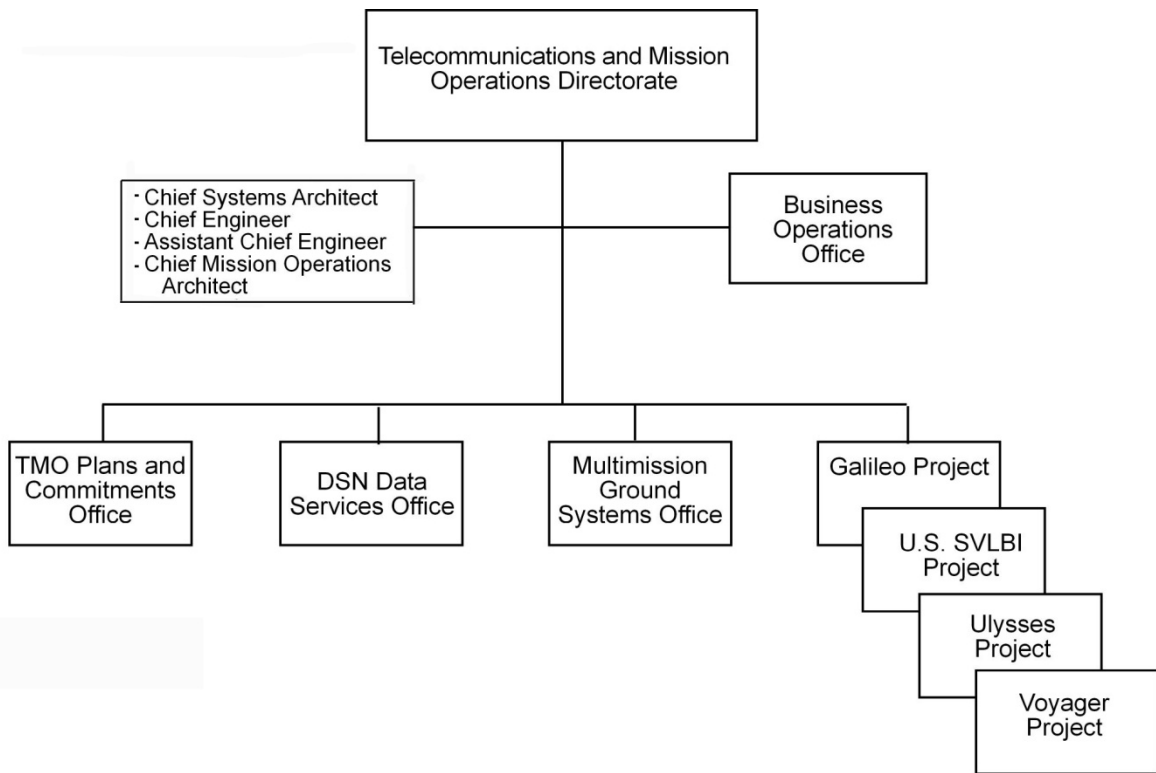 Telecommunications and Mission
Operations Directorate
- Chief Systems Architect
- Chief Engineer
- Assistant Chief Engineer
- Chief Mission Operations
Architect
Business
Operations
Office
TMO Plans and
Commitments
Office
DSN Data
Services Office
Multimission
Ground
Systems Office
Galileo Project
U.S. SVLBI
Project
Ulysses
Project
Voyager
Project